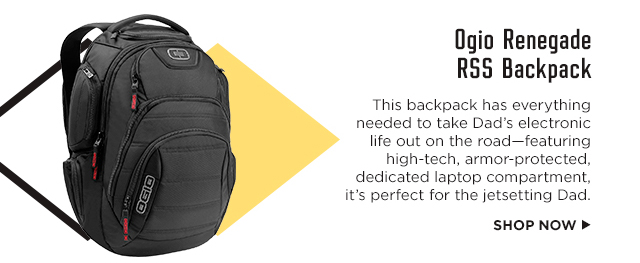 Ogio Renegade
RSS Backpack
This backpack has everything
needed to take Dad's electronic
life out on the road—featuring
high-tech, armor-protected,
dedicated laptop compartment,
it's perfect for the jetsetting Dad.
SHOP NOW ▶
OGIO